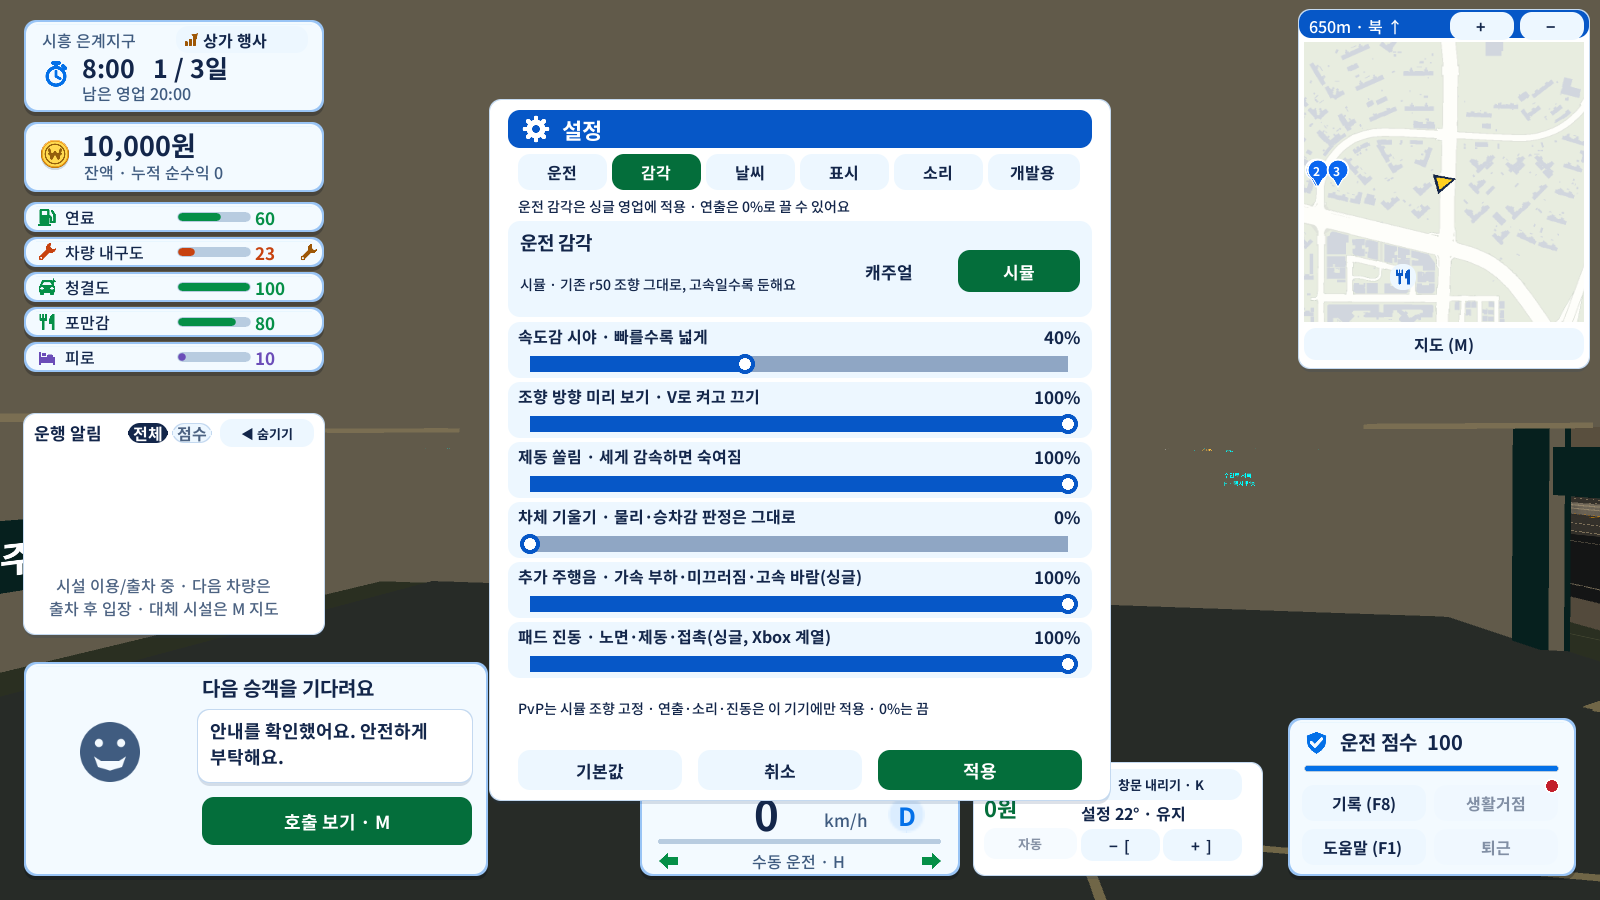 시흥 은계지구
상가 행사
8:00 1 / 3일
남은 영업 20:00
10,000원
잔액 · 누적 순수익 0
연료 60
차량 내구도 23
청결도 100
포만감 80
피로 10
운행 알림 전체 점수 ◀ 숨기기
시설 이용/출차 중 · 다음 차량은
출차 후 입장 · 대체 시설은 M 지도
다음 승객을 기다려요
안내를 확인했어요. 안전하게
부탁해요.
호출 보기 · M
설정
운전 감각 날씨 표시 소리 개발용
운전 감각은 싱글 영업에 적용 · 연출은 0%로 끌 수 있어요
운전 감각
시뮬 · 기존 r50 조향 그대로, 고속일수록 둔해요
캐주얼 시뮬
속도감 시야 · 빠를수록 넓게 40%
조향 방향 미리 보기 · V로 켜고 끄기 100%
제동 쏠림 · 세게 감속하면 숙여짐 100%
차체 기울기 · 물리·승차감 판정은 그대로 0%
추가 주행음 · 가속 부하·미끄러짐·고속 바람(싱글) 100%
패드 진동 · 노면·제동·접촉(싱글, Xbox 계열) 100%
PvP는 시뮬 조향 고정 · 연출·소리·진동은 이 기기에만 적용 · 0%는 끔
기본값 취소 적용
0 km/h D
수동 운전 · H
창문 내리기 · K
0원
설정 22° · 유지
자동 − [ + ]
650m · 북 ↑ + −
2 3
지도 (M)
운전 점수 100
기록 (F8) 생활거점
도움말 (F1) 퇴근